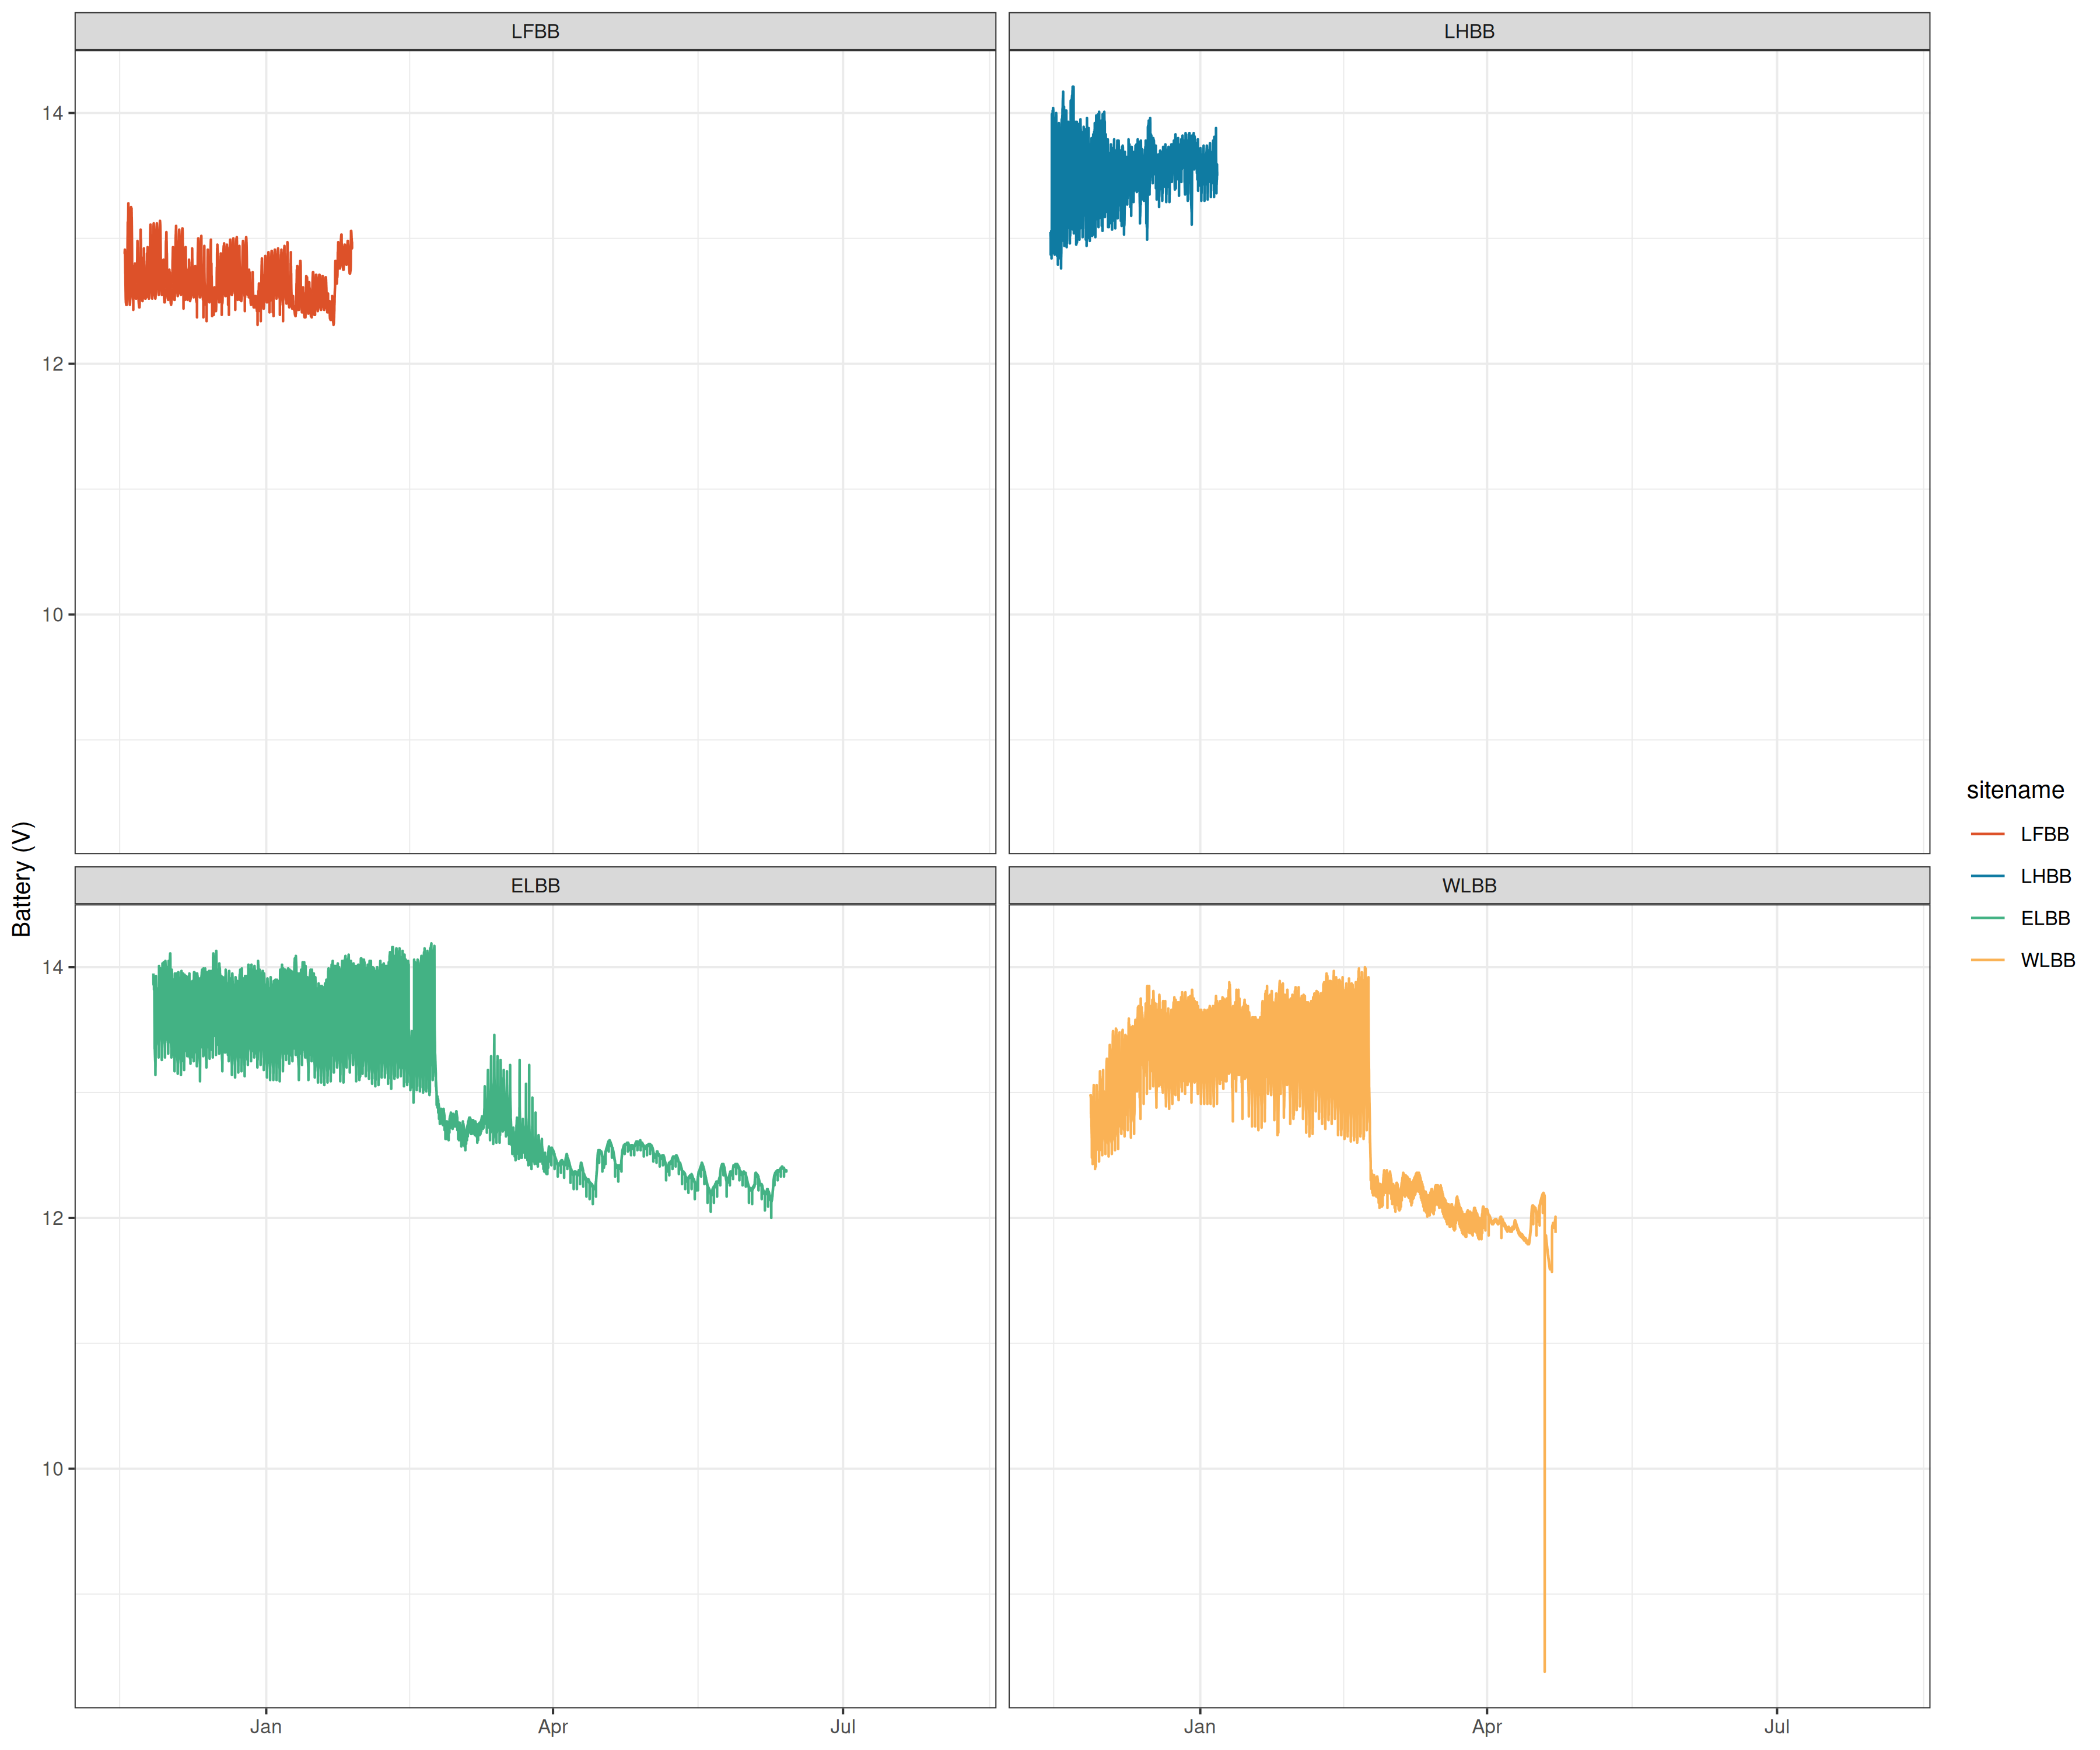 LFBB
LHBB
14
12
10
Battery (V)
ELBB
WLBB
14
12
10
Jan
Apr
Jul
Jan
Apr
Jul
sitename
LFBB
LHBB
ELBB
WLBB